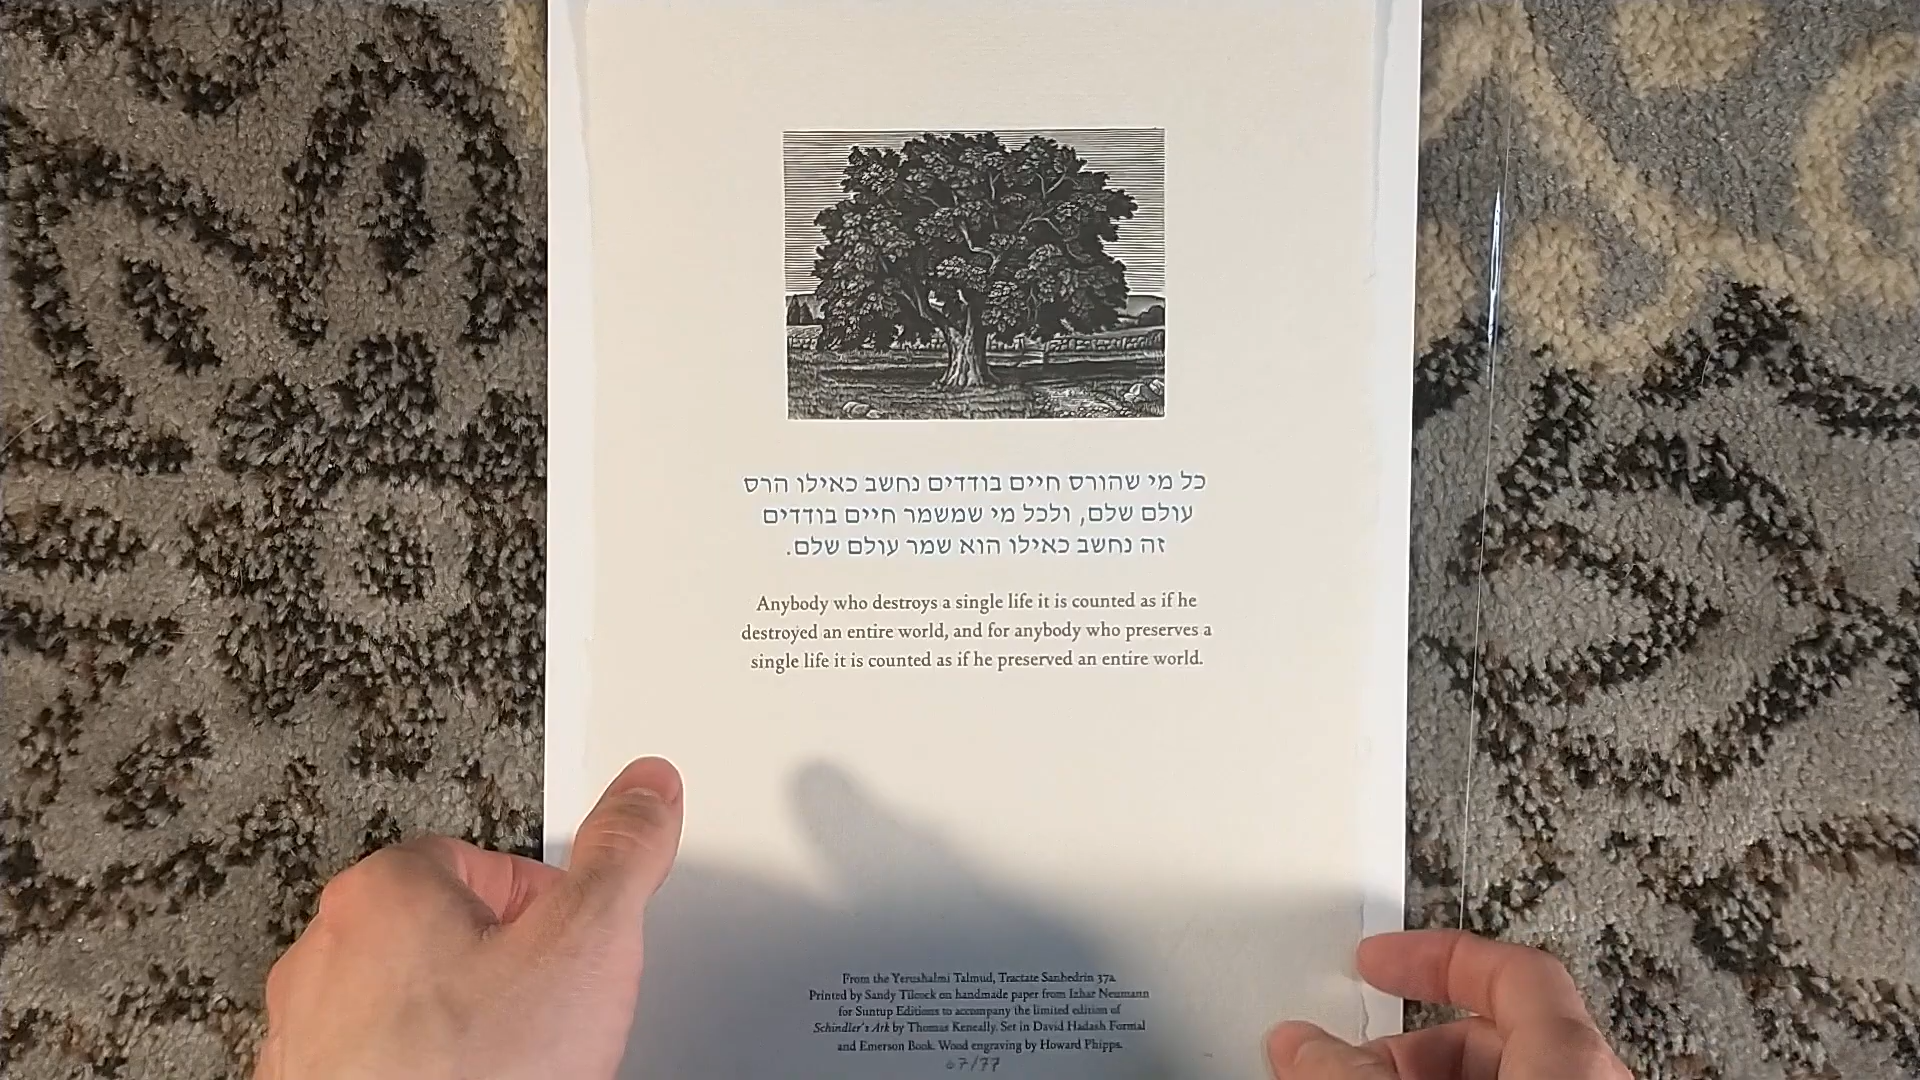 כל מי שהורס חיים בודדים נחשב כאילו הרס
עולם שלם, ולכל מי שמשמר חיים בודדים
זה נחשב כאילו הוא שמר עולם שלם.
Anybody who destroys a single life it is counted as if he
destroyed an entire world, and for anybody who preserves a
single life it is counted as if he preserved an entire world.
From the Yerushalmi Talmud, Tractate Sanhedrin 37a.
Printed by Sandy Tilcock on handmade paper from Izhar Neumann
for Suntup Editions to accompany the limited edition of
Schindler's Ark by Thomas Keneally. Set in David Hadash Formal
and Emerson Book. Wood engraving by Howard Phipps.
67/77